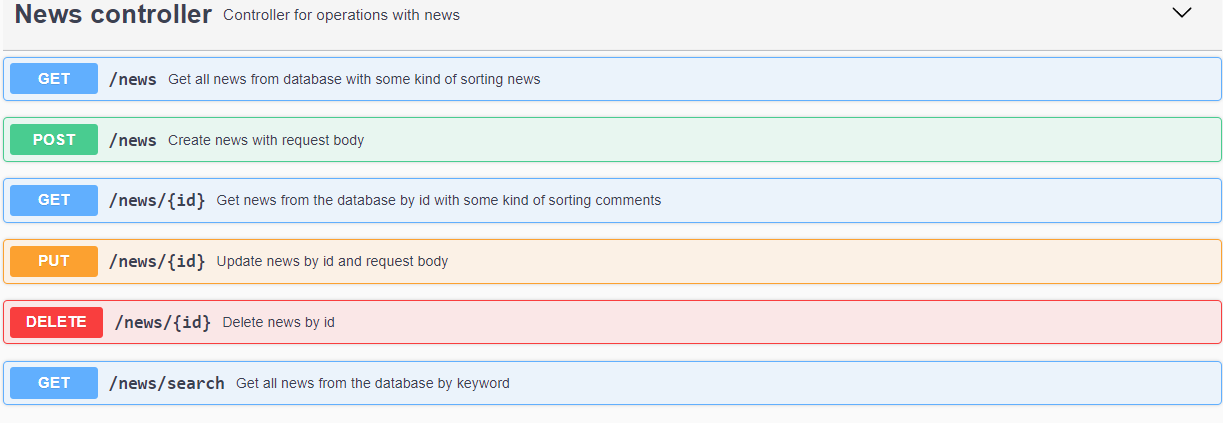 News controller Controller for operations with news
GET /news Get all news from database with some kind of sorting news
POST /news Create news with request body
GET /news/{id} Get news from the database by id with some kind of sorting comments
PUT /news/{id} Update news by id and request body
DELETE /news/{id} Delete news by id
GET /news/search Get all news from the database by keyword